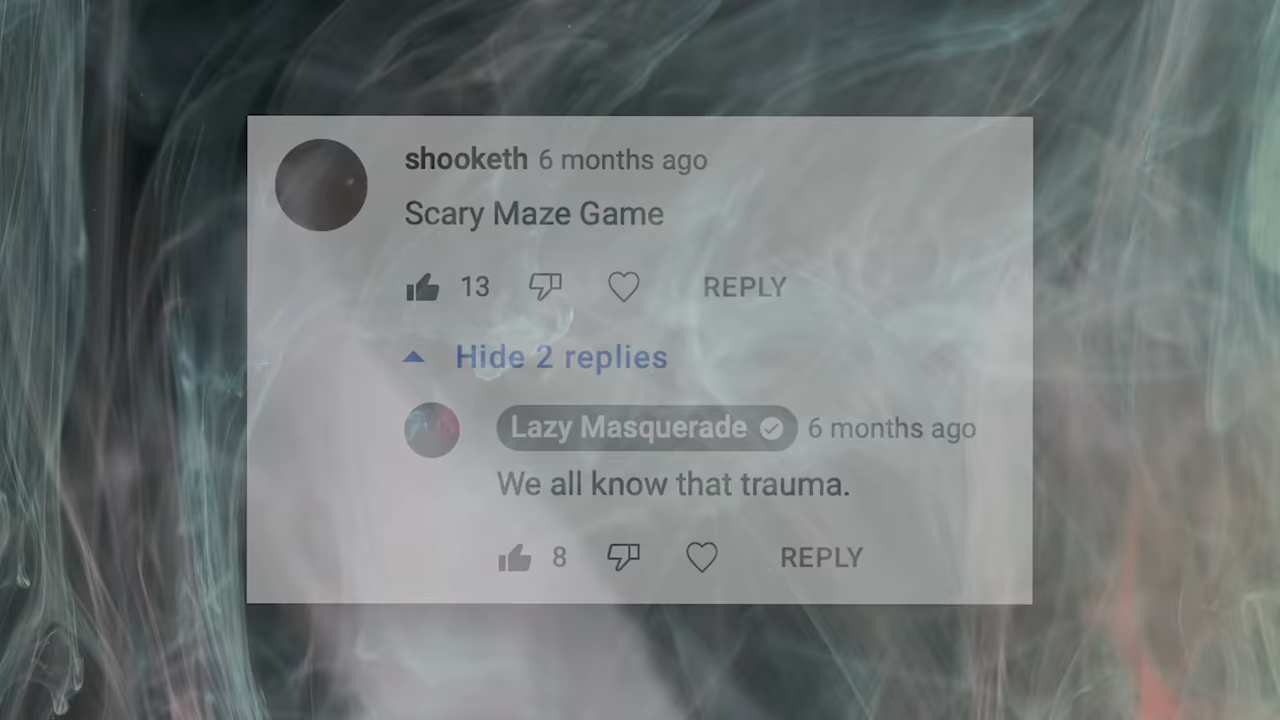 shooketh 6 months ago
Scary Maze Game
13 REPLY
Hide 2 replies
Lazy Masquerade 6 months ago
We all know that trauma.
8 REPLY